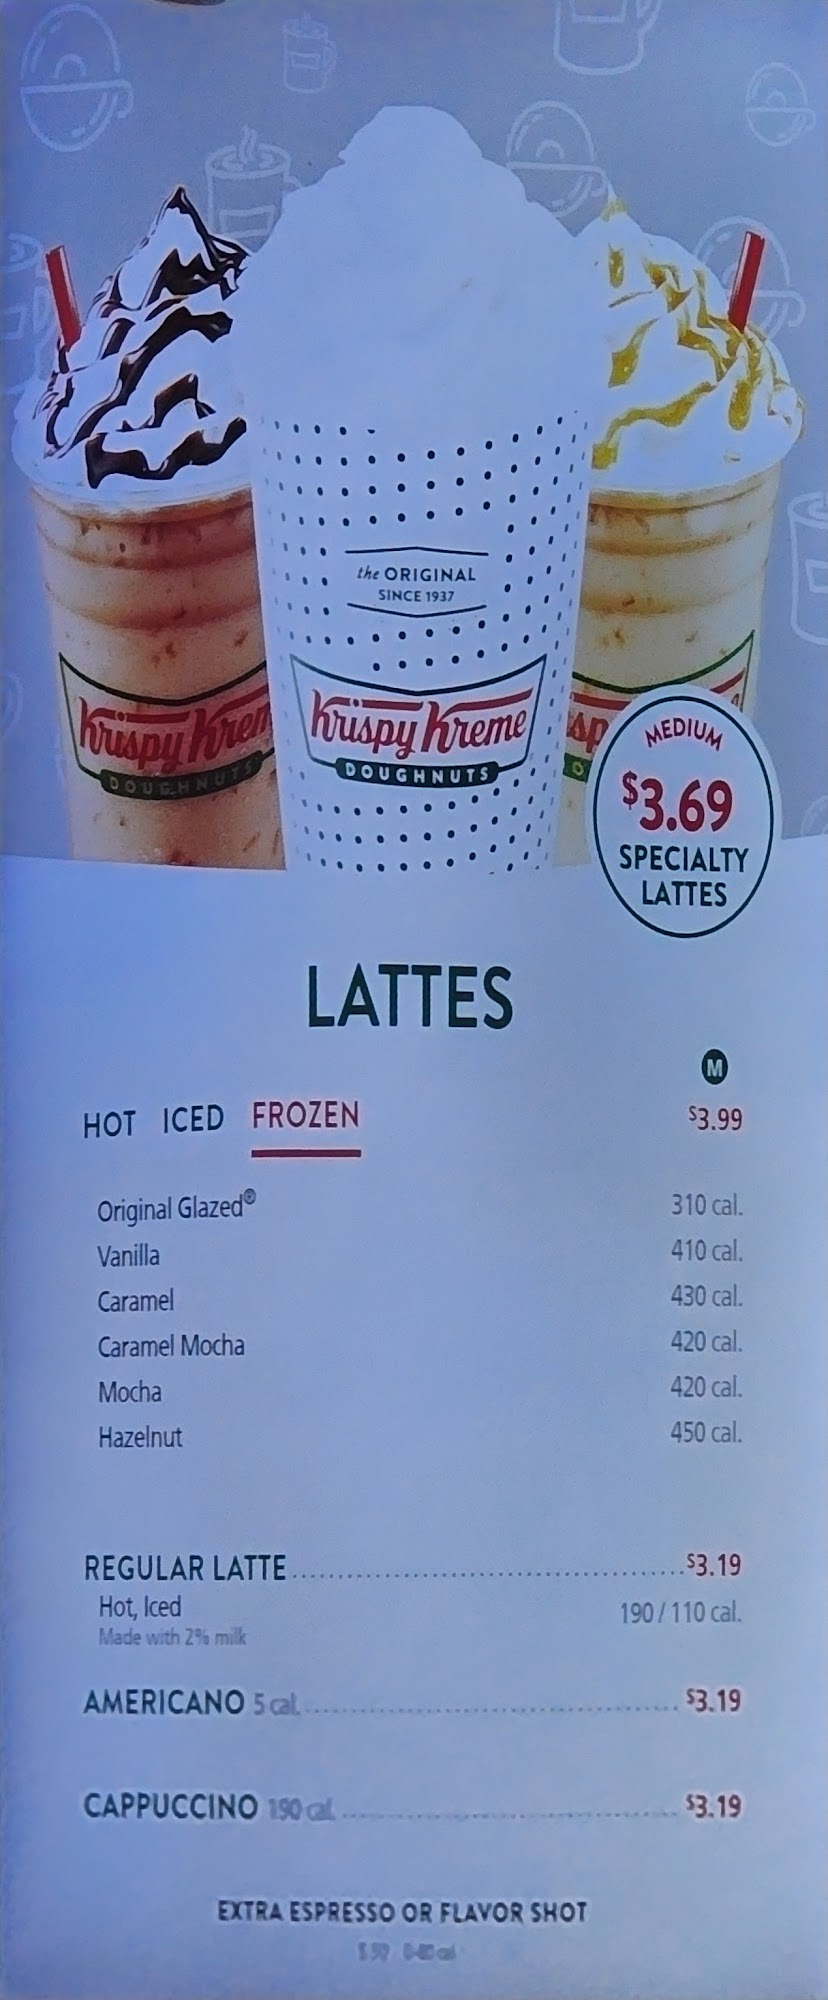 the ORIGINAL
SINCE 1937
Krispy Krem
DOUGHNUTS
Krispy Kreme
DOUGHNUTS
MEDIUM
$3.69
SPECIALTY
LATTES
LATTES
M
HOT ICED FROZEN $3.99
Original Glazed® 310 cal.
Vanilla 410 cal.
Caramel 430 cal.
Caramel Mocha 420 cal.
Mocha 420 cal.
Hazelnut 450 cal.
REGULAR LATTE $3.19
Hot, Iced 190 / 110 cal.
Made with 2% milk
AMERICANO 5 cal. $3.19
CAPPUCCINO 190 cal. $3.19
EXTRA ESPRESSO OR FLAVOR SHOT